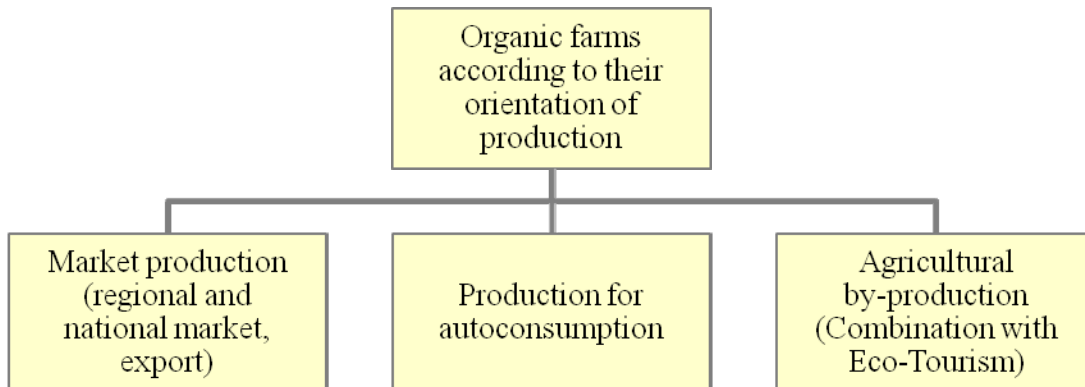 Organic farms
according to their
orientation of
production
Market production
(regional and
national market,
export)
Production for
autoconsumption
Agricultural
by-production
(Combination with
Eco-Tourism)